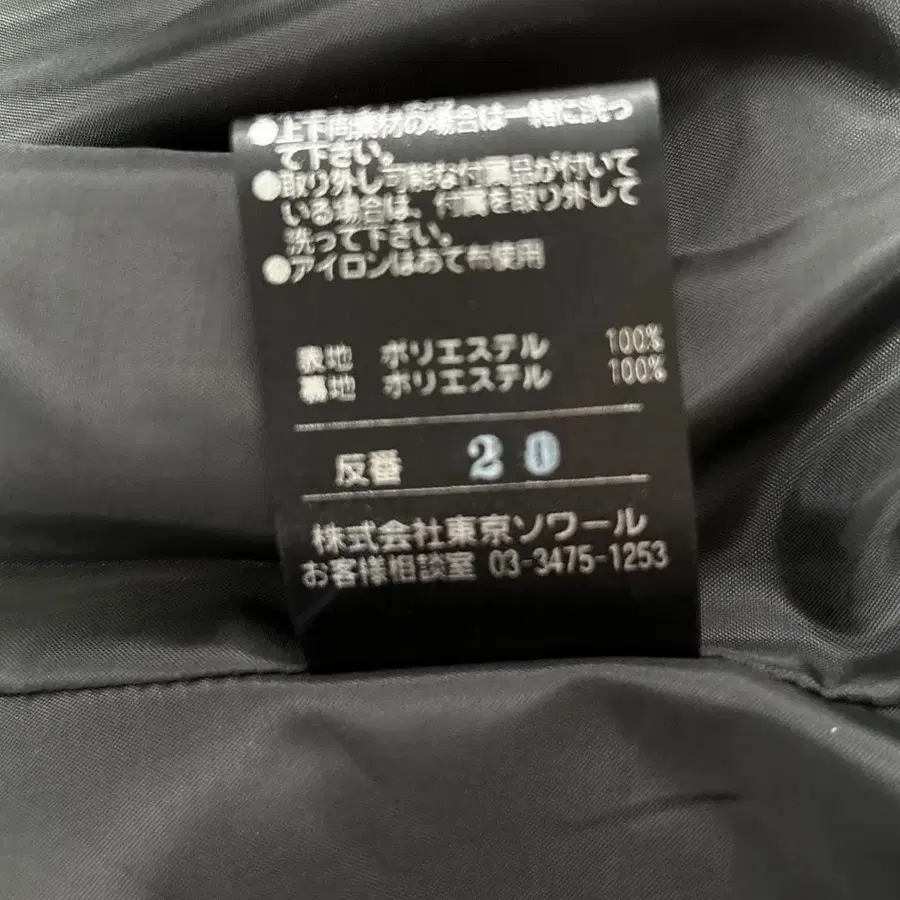 ●上下同素材の場合は一緒に洗っ
て下さい。
●取り外し可能な付属品が付いて
いる場合は、付属を取り外して
洗って下さい。
●アイロンはあて布使用
表地 ポリエステル 100%
裏地 ポリエステル 100%
反番 20
株式会社東京ソワール
お客様相談室 03-3475-1253